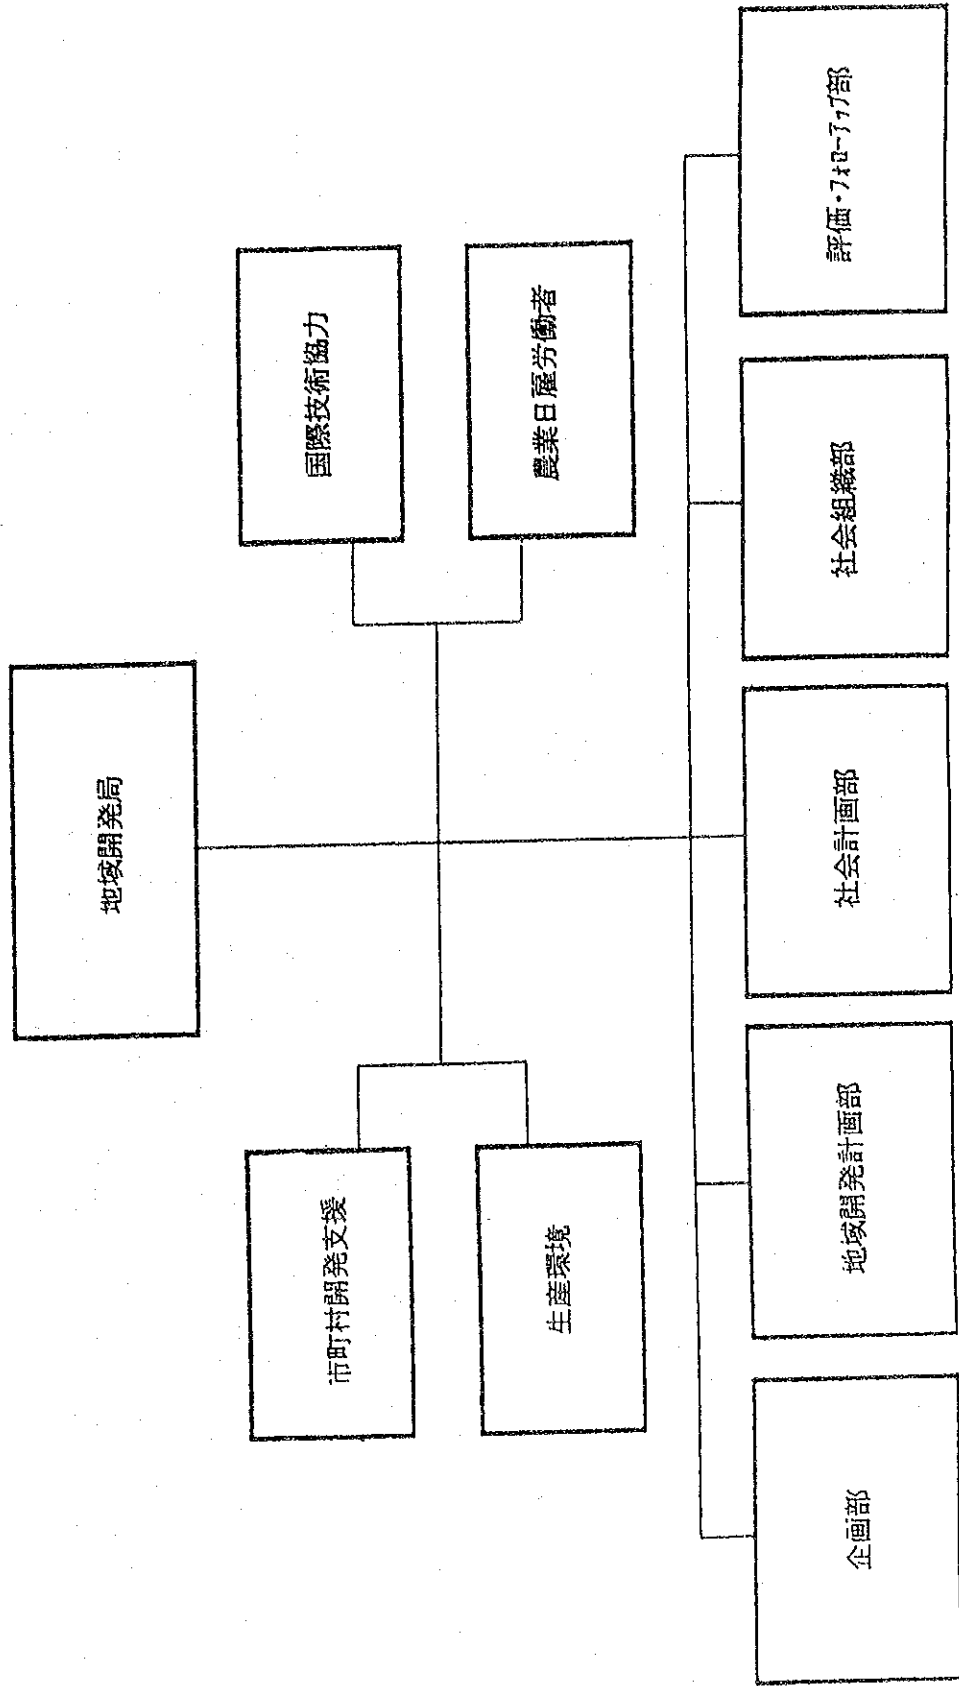 地域開発局
市町村開発支援
国際技術協力
生産環境
農業日雇労働者
企画部
地域開発計画部
社会計画部
社会組織部
評価・フォローアップ部